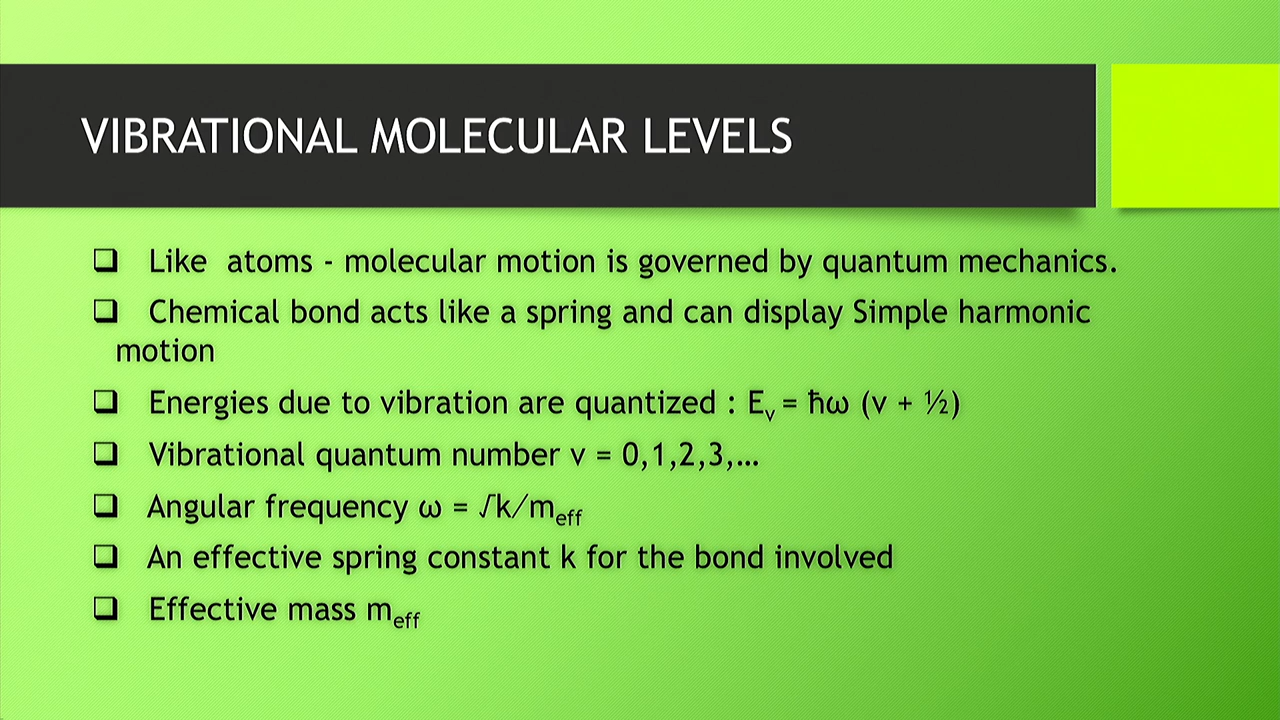 VIBRATIONAL MOLECULAR LEVELS
❑ Like atoms - molecular motion is governed by quantum mechanics.
❑ Chemical bond acts like a spring and can display Simple harmonic
motion
❑ Energies due to vibration are quantized : Eᵥ = ħω (v + ½)
❑ Vibrational quantum number v = 0,1,2,3,…
❑ Angular frequency ω = √k/m_eff
❑ An effective spring constant k for the bond involved
❑ Effective mass m_eff